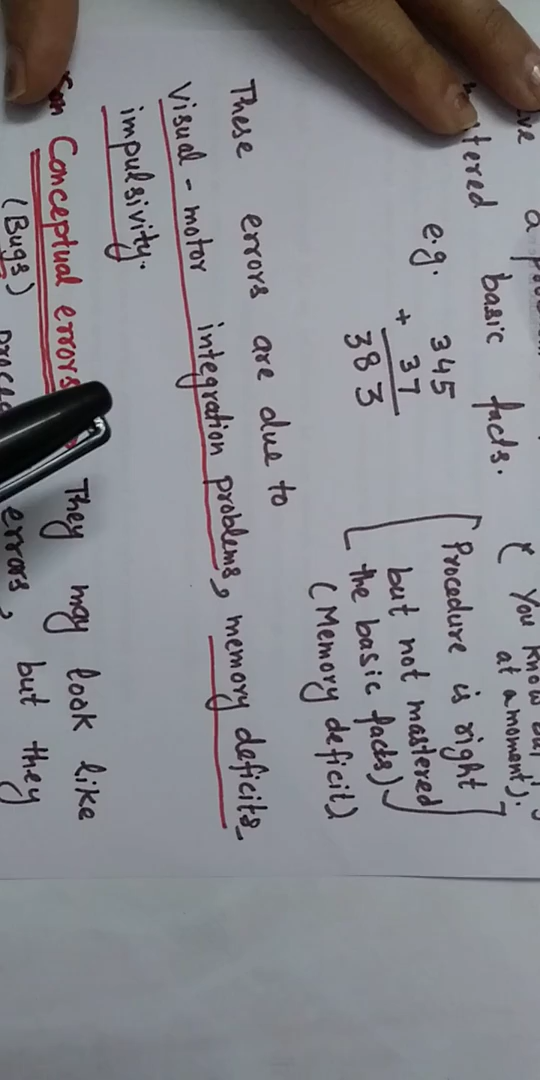 a
basic facts.
( You know but
at a moment).
e.g. 345
+ 37
383
[Procedure is right
but not mastered
the basic facts)]
(Memory deficit)
These errors are due to
Visual-motor integration problems, memory deficits,
impulsivity.
Conceptual errors They may look like
(Bugs) errors, but they